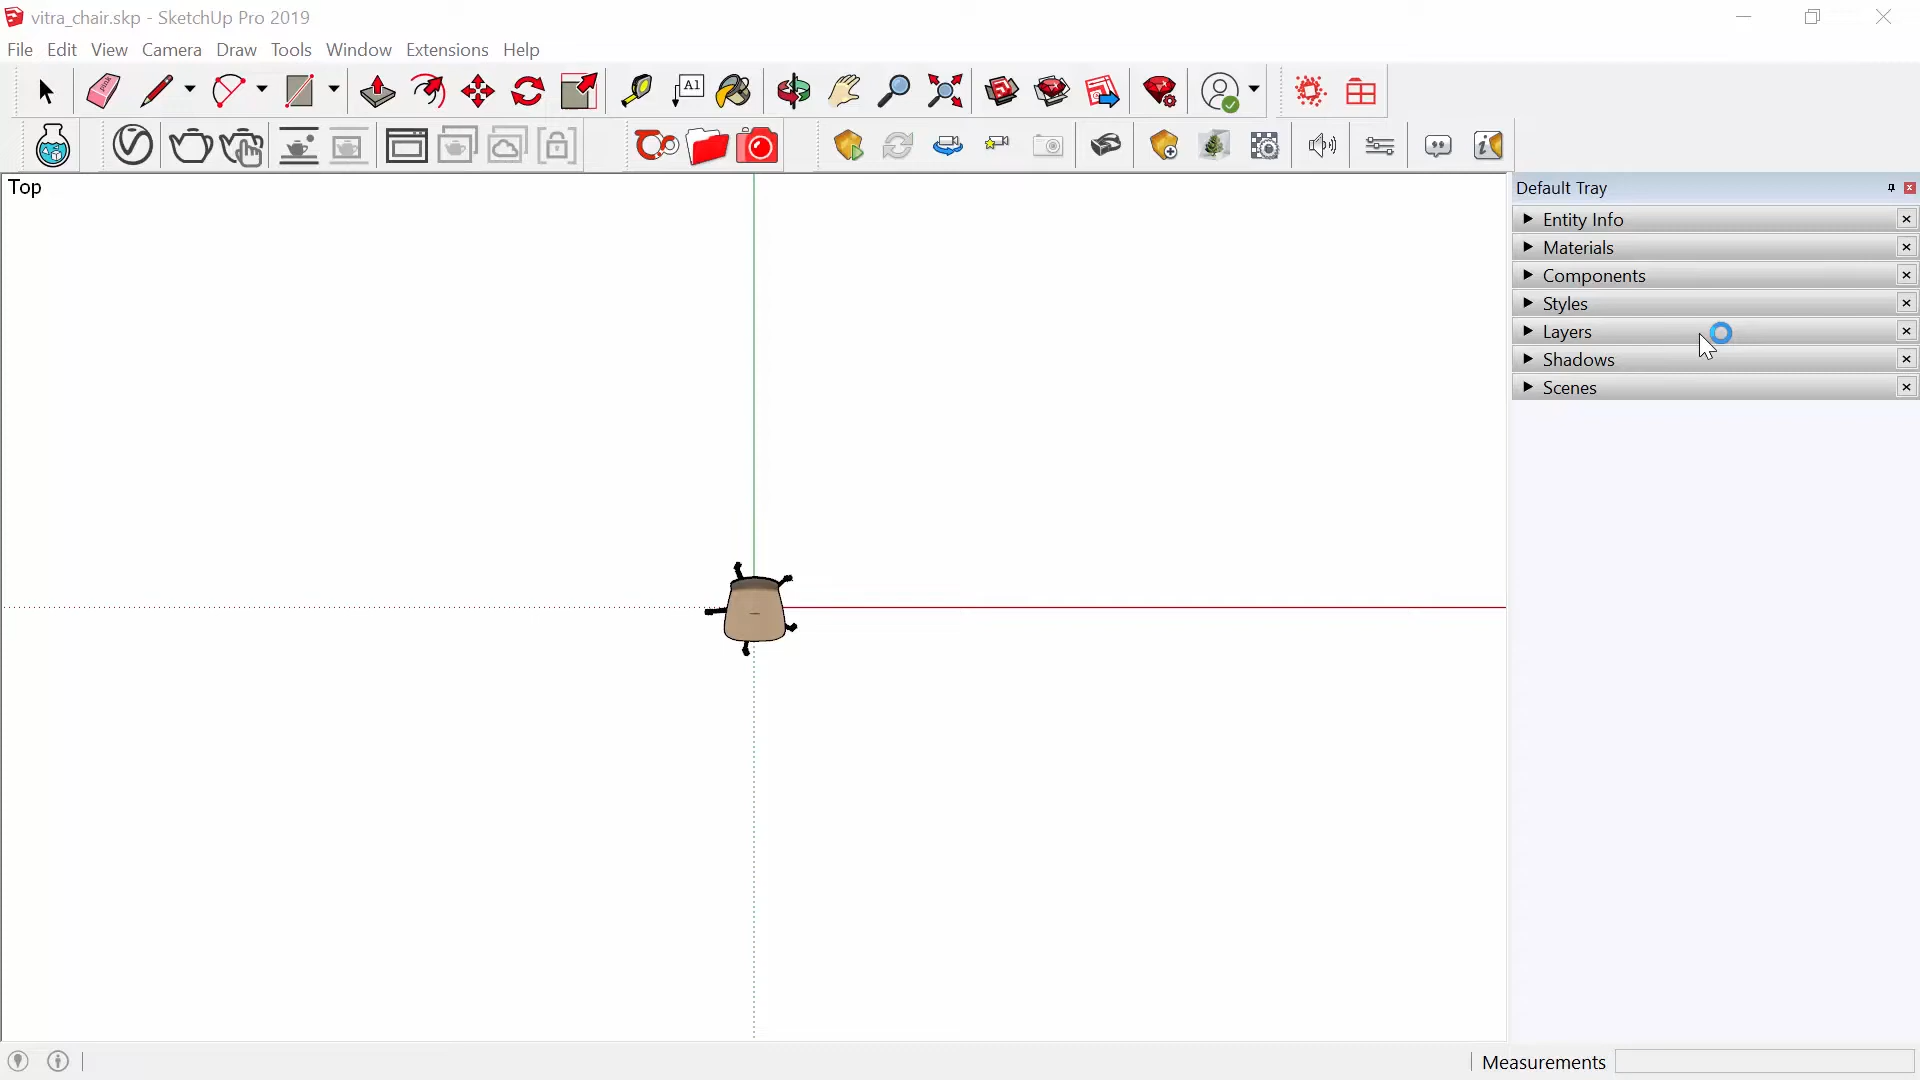 vitra_chair.skp - SketchUp Pro 2019
File Edit View Camera Draw Tools Window Extensions Help
A1
Top
Default Tray
Entity Info
Materials
Components
Styles
Layers
Shadows
Scenes
Measurements